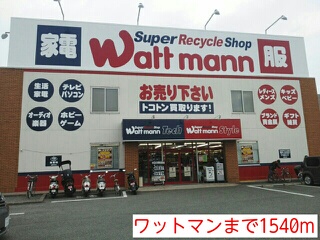 家電
Super Recycle Shop
Watt mann
服
生活
家電
テレビ
パソコン
オーディオ
楽器
ホビー
ゲーム
お売り下さい
トコトン買取ります!
レディース
メンズ
キッズ
ベビー
ブランド
貴金属
ギフト
雑貨
Watt mann Tech
Watt mann Style
ワットマンまで1540m